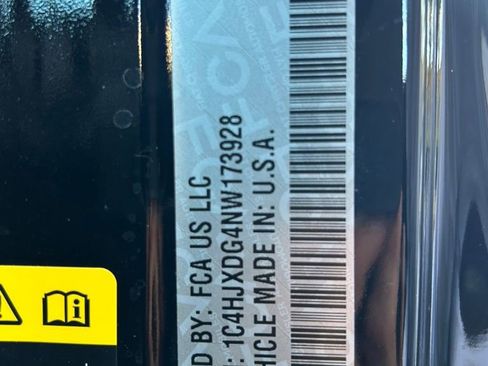 D BY: FCA US LLC
: 1C4HJXDG4NW173928
HICLE MADE IN: U.S.A.